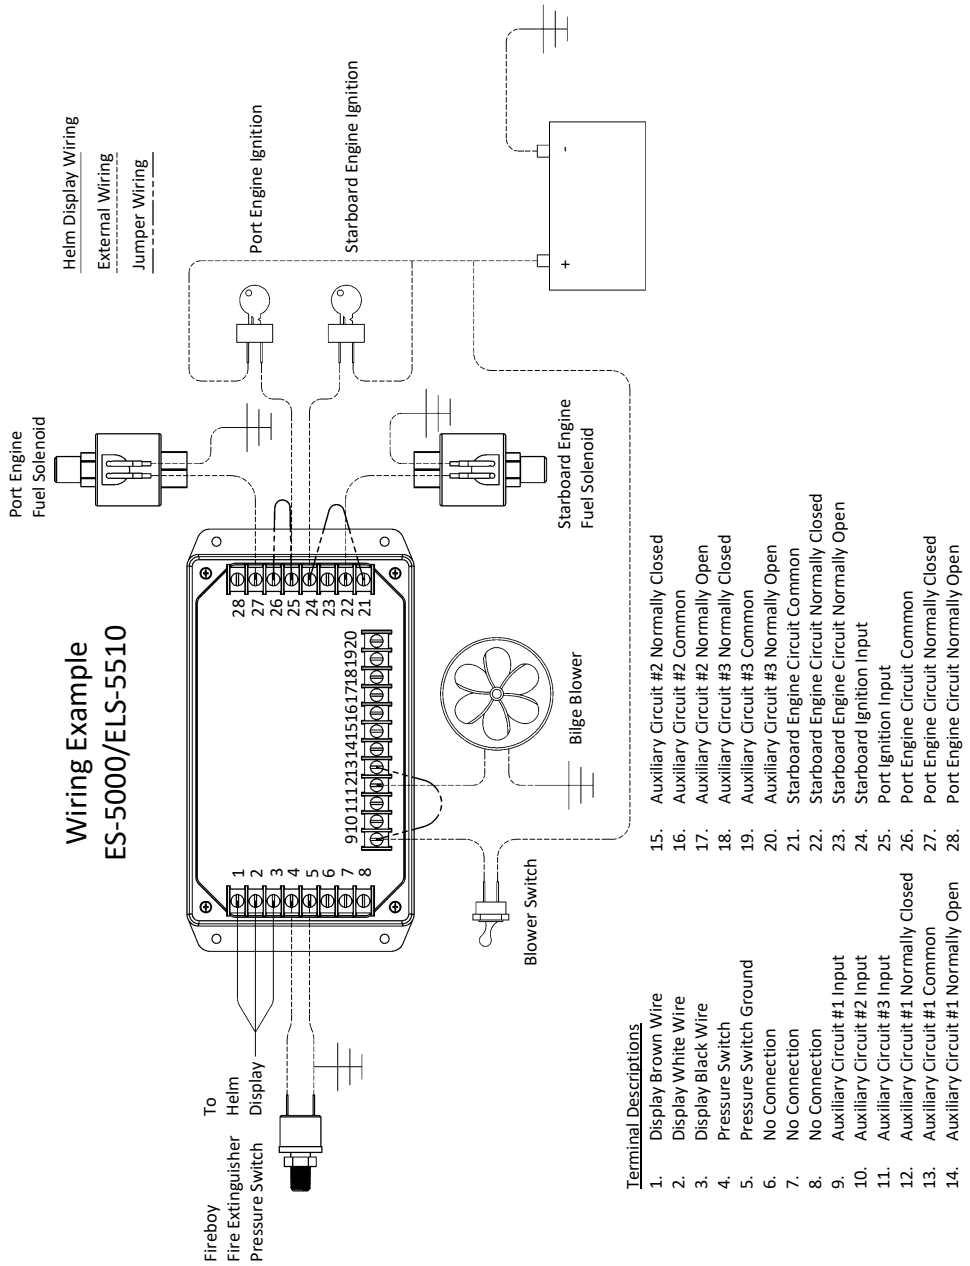 Wiring Example
ES-5000/ELS-5510
Helm Display Wiring
External Wiring
Jumper Wiring
Port Engine
Fuel Solenoid
Port Engine Ignition
Starboard Engine Ignition
Starboard Engine
Fuel Solenoid
+
-
Fireboy
Fire Extinguisher
Pressure Switch
To
Helm
Display
1
2
3
4
5
6
7
8
9 10 11 12 13 14 15 16 17 18 19 20
28
27
26
25
24
23
22
21
Blower Switch
Bilge Blower
Terminal Descriptions
1. Display Brown Wire
2. Display White Wire
3. Display Black Wire
4. Pressure Switch
5. Pressure Switch Ground
6. No Connection
7. No Connection
8. No Connection
9. Auxiliary Circuit #1 Input
10. Auxiliary Circuit #2 Input
11. Auxiliary Circuit #3 Input
12. Auxiliary Circuit #1 Normally Closed
13. Auxiliary Circuit #1 Common
14. Auxiliary Circuit #1 Normally Open
15. Auxiliary Circuit #2 Normally Closed
16. Auxiliary Circuit #2 Common
17. Auxiliary Circuit #2 Normally Open
18. Auxiliary Circuit #3 Normally Closed
19. Auxiliary Circuit #3 Common
20. Auxiliary Circuit #3 Normally Open
21. Starboard Engine Circuit Common
22. Starboard Engine Circuit Normally Closed
23. Starboard Engine Circuit Normally Open
24. Starboard Ignition Input
25. Port Ignition Input
26. Port Engine Circuit Common
27. Port Engine Circuit Normally Closed
28. Port Engine Circuit Normally Open